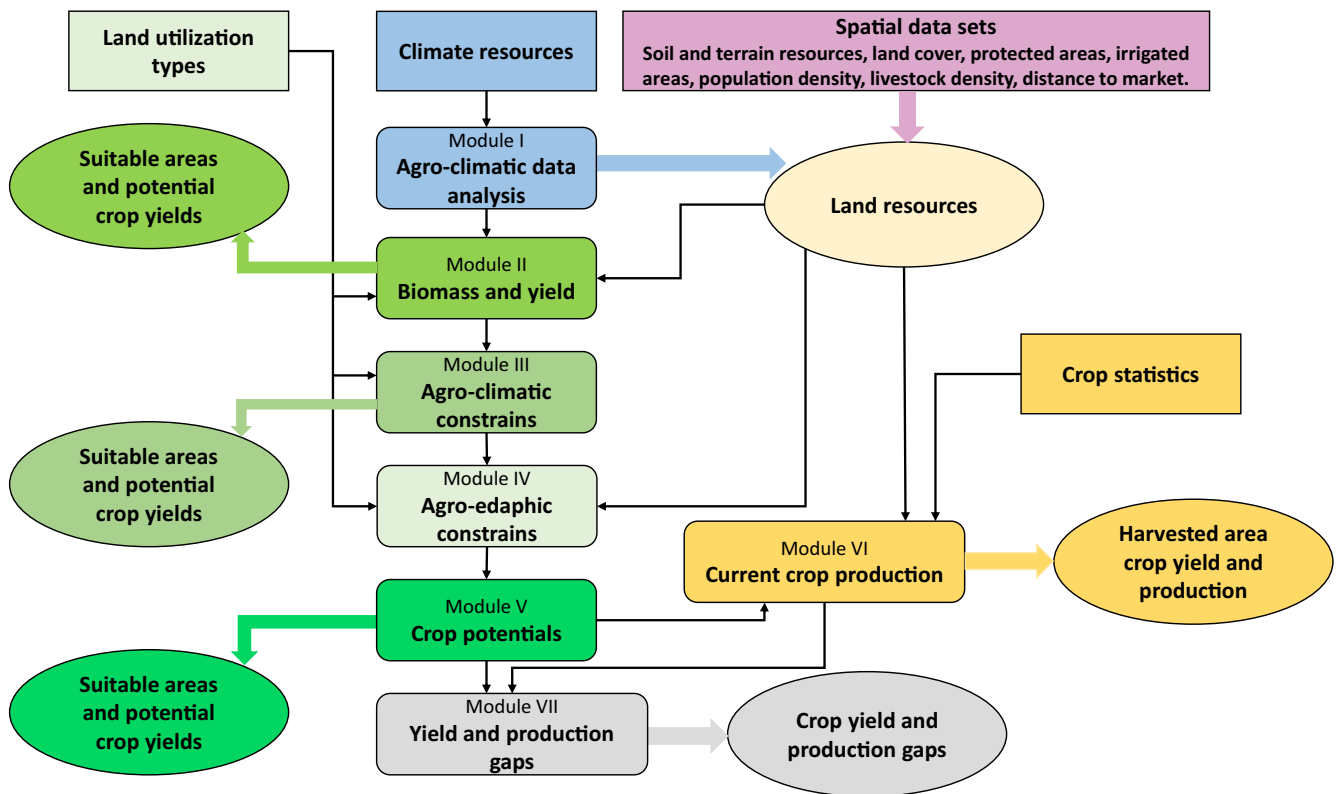 Land utilization
types
Climate resources
Spatial data sets
Soil and terrain resources, land cover, protected areas, irrigated
areas, population density, livestock density, distance to market.
Module I
Agro-climatic data
analysis
Suitable areas
and potential
crop yields
Land resources
Module II
Biomass and yield
Module III
Agro-climatic
constrains
Crop statistics
Suitable areas
and potential
crop yields
Module IV
Agro-edaphic
constrains
Module VI
Current crop production
Harvested area
crop yield and
production
Module V
Crop potentials
Suitable areas
and potential
crop yields
Module VII
Yield and production
gaps
Crop yield and
production gaps